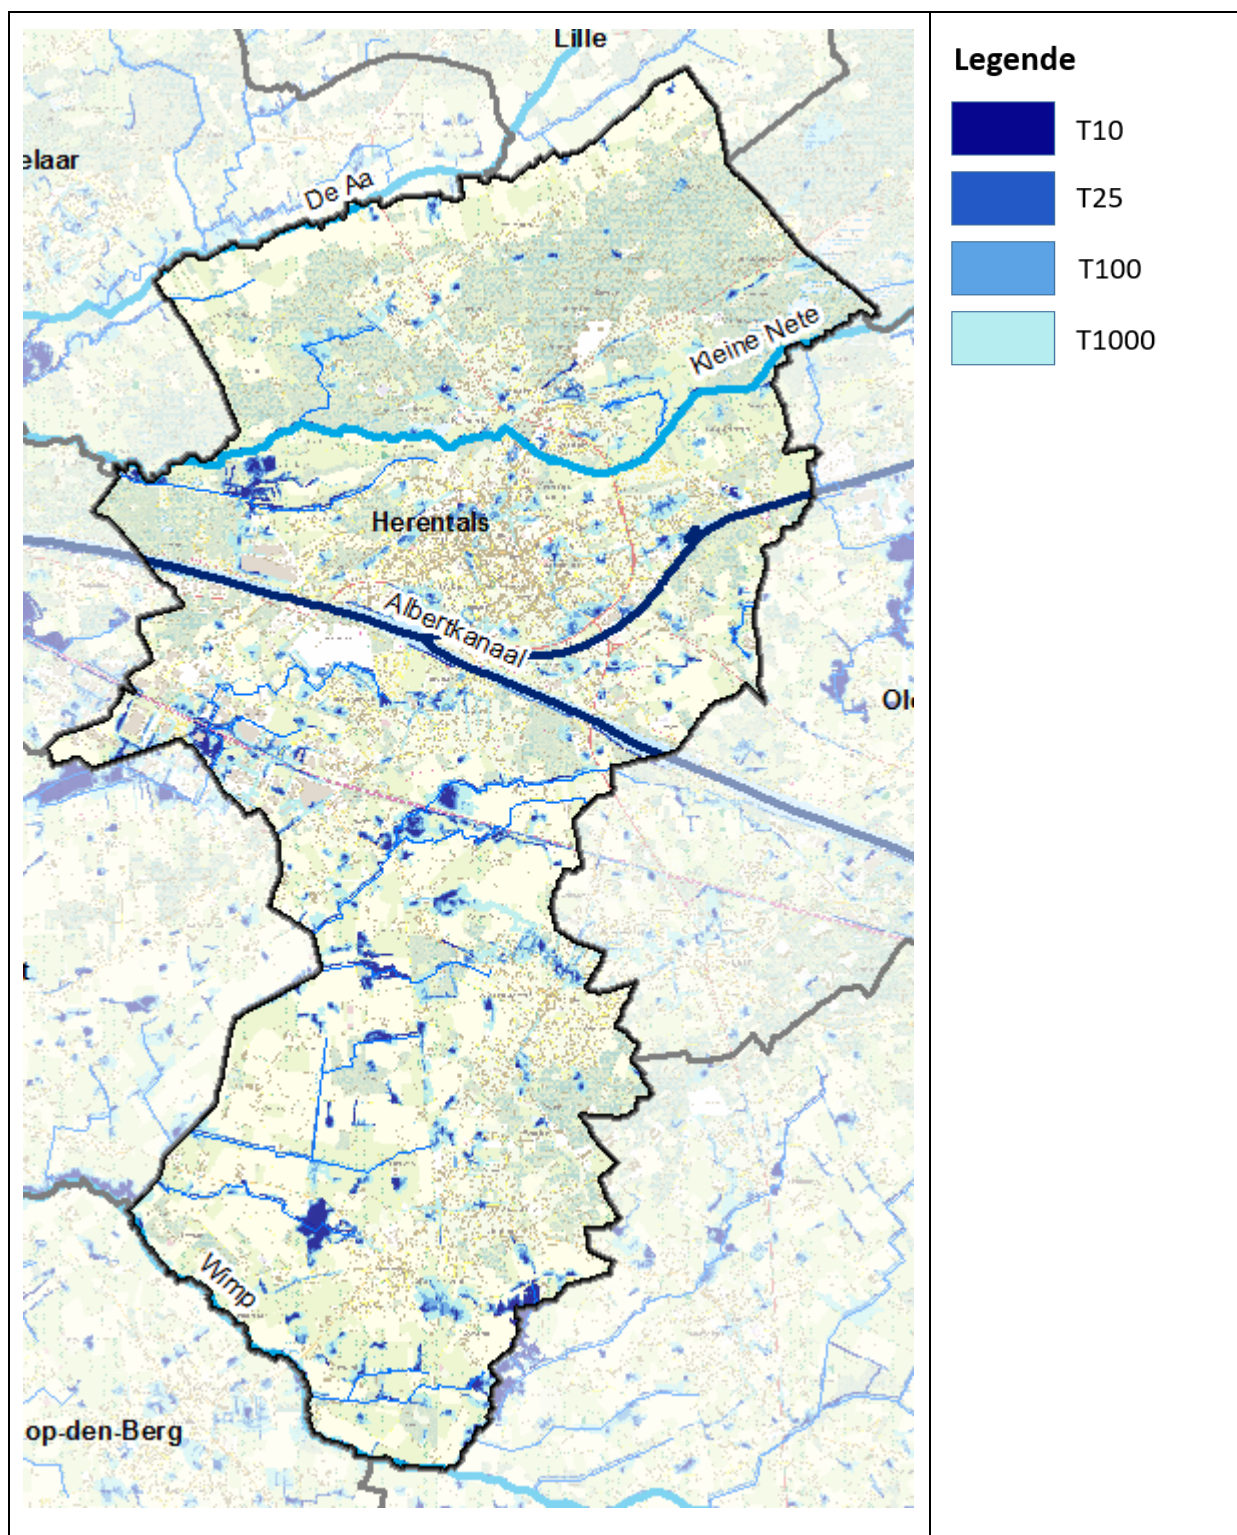 Lille
elaar
De Aa
Kleine Nete
Herentals
Albertkanaal
Ol
t
Wimp
op-den-Berg
Legende
T10
T25
T100
T1000